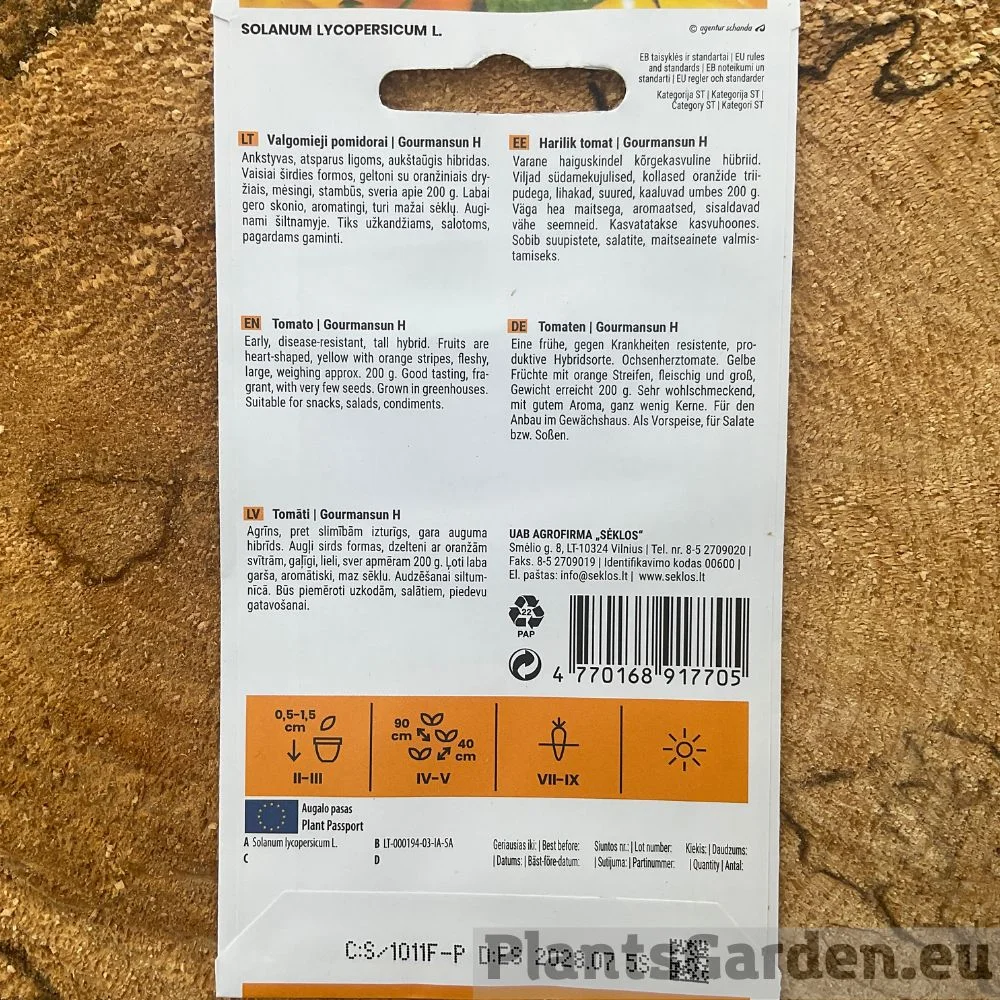 SOLANUM LYCOPERSICUM L.
© agentur schanda
EB taisyklės ir standartai | EU rules
and standards | EB noteikumi un
standarti | EU regler och standarder
Kategorija ST | Kategorija ST |
Category ST | Kategori ST
LT Valgomieji pomidorai | Gourmansun H
Ankstyvas, atsparus ligoms, aukštaūgis hibridas.
Vaisiai širdies formos, geltoni su oranžiniais dry-
žiais, mėsingi, stambūs, sveria apie 200 g. Labai
gero skonio, aromatingi, turi mažai sėklų. Augi-
nami šiltnamyje. Tiks užkandžiams, salotoms,
pagardams gaminti.
EE Harilik tomat | Gourmansun H
Varane haiguskindel kõrgekasvuline hübriid.
Viljad südamekujulised, kollased oranžide trii-
pudega, lihakad, suured, kaaluvad umbes 200 g.
Väga hea maitsega, aromaatsed, sisaldavad
vähe seemneid. Kasvatatakse kasvuhoones.
Sobib suupistete, salatite, maitseainete valmis-
tamiseks.
EN Tomato | Gourmansun H
Early, disease-resistant, tall hybrid. Fruits are
heart-shaped, yellow with orange stripes, fleshy,
large, weighing approx. 200 g. Good tasting, fra-
grant, with very few seeds. Grown in greenhouses.
Suitable for snacks, salads, condiments.
DE Tomaten | Gourmansun H
Eine frühe, gegen Krankheiten resistente, pro-
duktive Hybridsorte. Ochsenherztomate. Gelbe
Früchte mit orange Streifen, fleischig und groß,
Gewicht erreicht 200 g. Sehr wohlschmeckend,
mit gutem Aroma, ganz wenig Kerne. Für den
Anbau im Gewächshaus. Als Vorspeise, für Salate
bzw. Soßen.
LV Tomāti | Gourmansun H
Agrīns, pret slimībām izturīgs, gara auguma
hibrīds. Augļi sirds formas, dzelteni ar oranžām
svītrām, gaļīgi, lieli, sver apmēram 200 g. Ļoti laba
garša, aromātiski, maz sēklu. Audzēšanai siltum-
nīcā. Būs piemēroti uzkodām, salātiem, piedevu
gatavošanai.
UAB AGROFIRMA „SĖKLOS“
Smėlio g. 8, LT-10324 Vilnius | Tel. nr. 8-5 2709020 |
Faks. 8-5 2709019 | Identifikavimo kodas 00600 |
El. paštas: info@seklos.lt | www.seklos.lt
22
PAP
4 770168 917705
0,5-1,5
cm
II-III
90
cm
40
cm
IV-V
VII-IX
Augalo pasas
Plant Passport
A Solanum lycopersicum L.
B LT-000194-03-IA-SA
C
D
Geriausias iki: | Best before:
| Datums: | Bäst-före-datum:
Siuntos nr.: | Lot number:
| Sutijuma: | Partinummer:
Kiekis: | Daudzums:
| Quantity | Antal:
C:S/1011F-P D:E8 2028.07 5S
PlantsGarden.eu